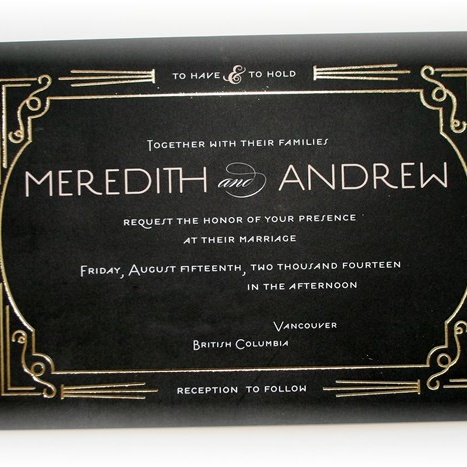 TO HAVE & TO HOLD
TOGETHER WITH THEIR FAMILIES
MEREDITH and ANDREW
REQUEST THE HONOR OF YOUR PRESENCE
AT THEIR MARRIAGE
FRIDAY, AUGUST FIFTEENTH, TWO THOUSAND FOURTEEN
IN THE AFTERNOON
VANCOUVER
BRITISH COLUMBIA
RECEPTION TO FOLLOW